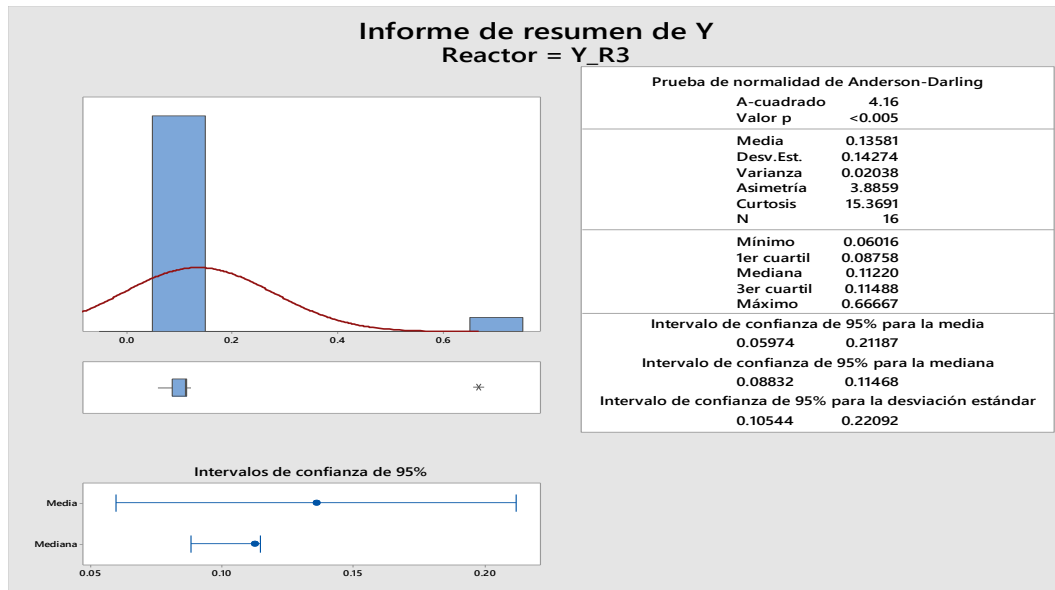 Informe de resumen de Y
Reactor = Y_R3
Prueba de normalidad de Anderson-Darling
A-cuadrado 4.16
Valor p <0.005
Media 0.13581
Desv.Est. 0.14274
Varianza 0.02038
Asimetría 3.8859
Curtosis 15.3691
N 16
Mínimo 0.06016
1er cuartil 0.08758
Mediana 0.11220
3er cuartil 0.11488
Máximo 0.66667
Intervalo de confianza de 95% para la media
0.05974 0.21187
Intervalo de confianza de 95% para la mediana
0.08832 0.11468
Intervalo de confianza de 95% para la desviación estándar
0.10544 0.22092
0.0 0.2 0.4 0.6
Intervalos de confianza de 95%
Media
Mediana
0.05 0.10 0.15 0.20